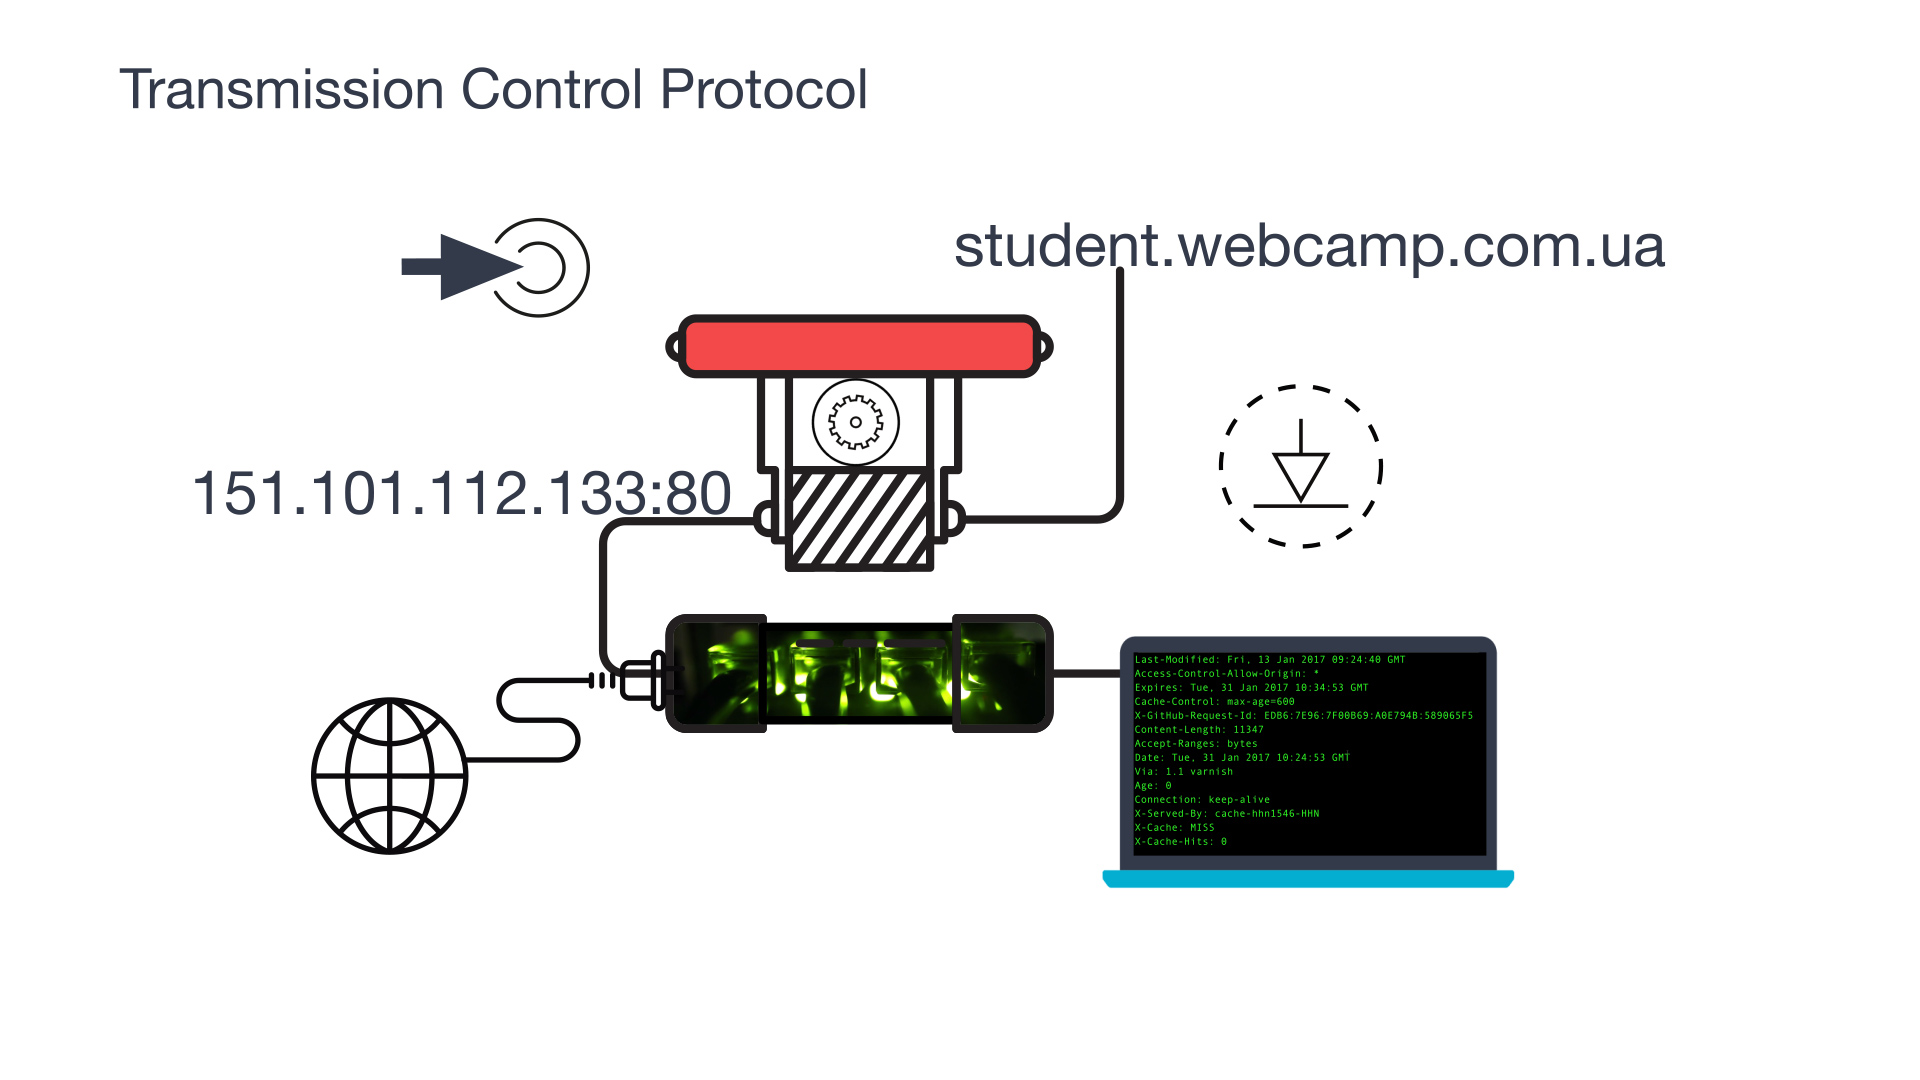 Transmission Control Protocol
student.webcamp.com.ua
151.101.112.133:80
Last-Modified: Fri, 13 Jan 2017 09:24:40 GMT
Access-Control-Allow-Origin: *
Expires: Tue, 31 Jan 2017 10:34:53 GMT
Cache-Control: max-age=600
X-GitHub-Request-Id: EDB6:7E96:7F00B69:A0E794B:589065F5
Content-Length: 11347
Accept-Ranges: bytes
Date: Tue, 31 Jan 2017 10:24:53 GMT
Via: 1.1 varnish
Age: 0
Connection: keep-alive
X-Served-By: cache-hhn1546-HHN
X-Cache: MISS
X-Cache-Hits: 0